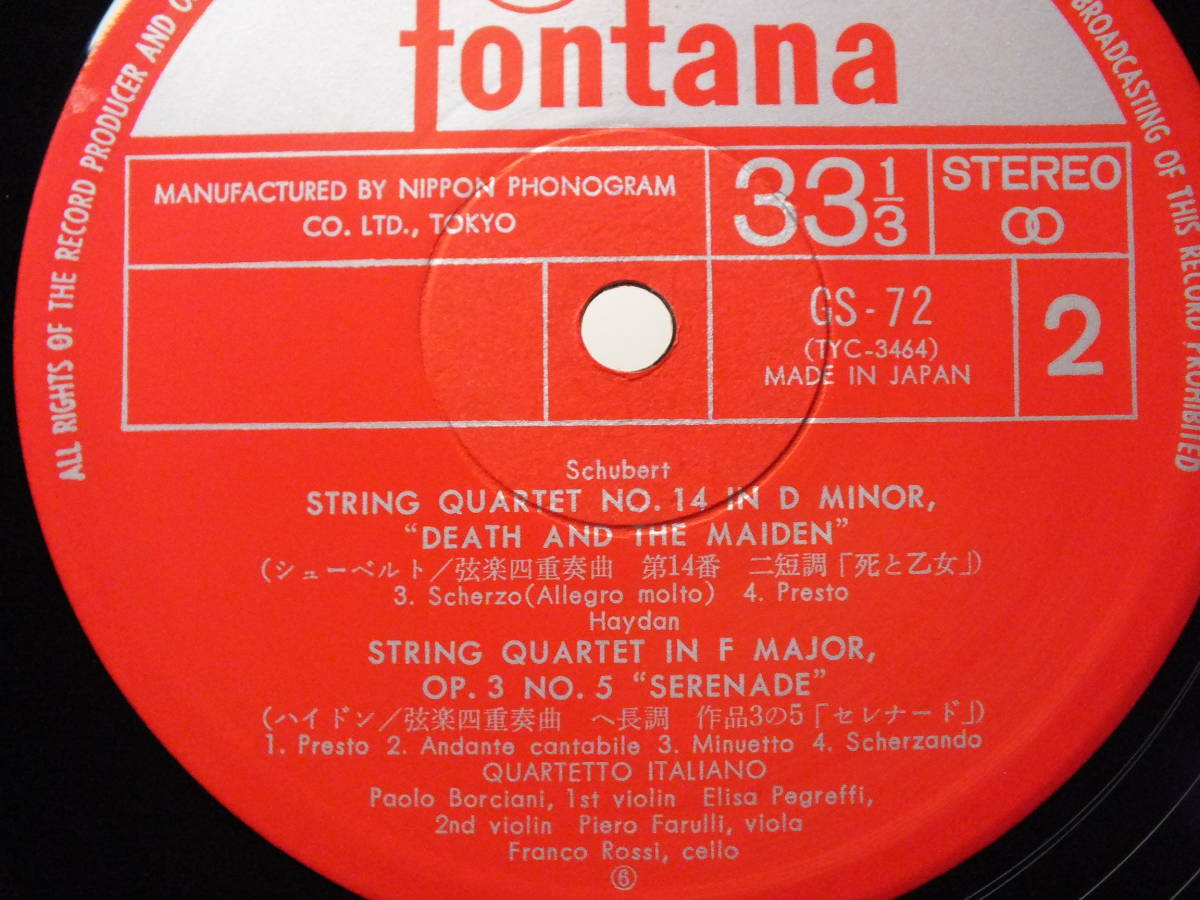 fontana
MANUFACTURED BY NIPPON PHONOGRAM
CO. LTD., TOKYO
33 1/3
STEREO
GS-72
(TYC-3464)
MADE IN JAPAN
2
Schubert
STRING QUARTET NO. 14 IN D MINOR,
“DEATH AND THE MAIDEN”
(シューベルト/弦楽四重奏曲 第14番 ニ短調「死と乙女」)
3. Scherzo(Allegro molto) 4. Presto
Haydan
STRING QUARTET IN F MAJOR,
OP. 3 NO. 5 “SERENADE”
(ハイドン/弦楽四重奏曲 ヘ長調 作品3の5「セレナード」)
1. Presto 2. Andante cantabile 3. Minuetto 4. Scherzando
QUARTETTO ITALIANO
Paolo Borciani, 1st violin Elisa Pegreffi,
2nd violin Piero Farulli, viola
Franco Rossi, cello
⑥
ALL RIGHTS OF THE RECORD PRODUCER AND
BROADCASTING OF THIS RECORD PROHIBITED